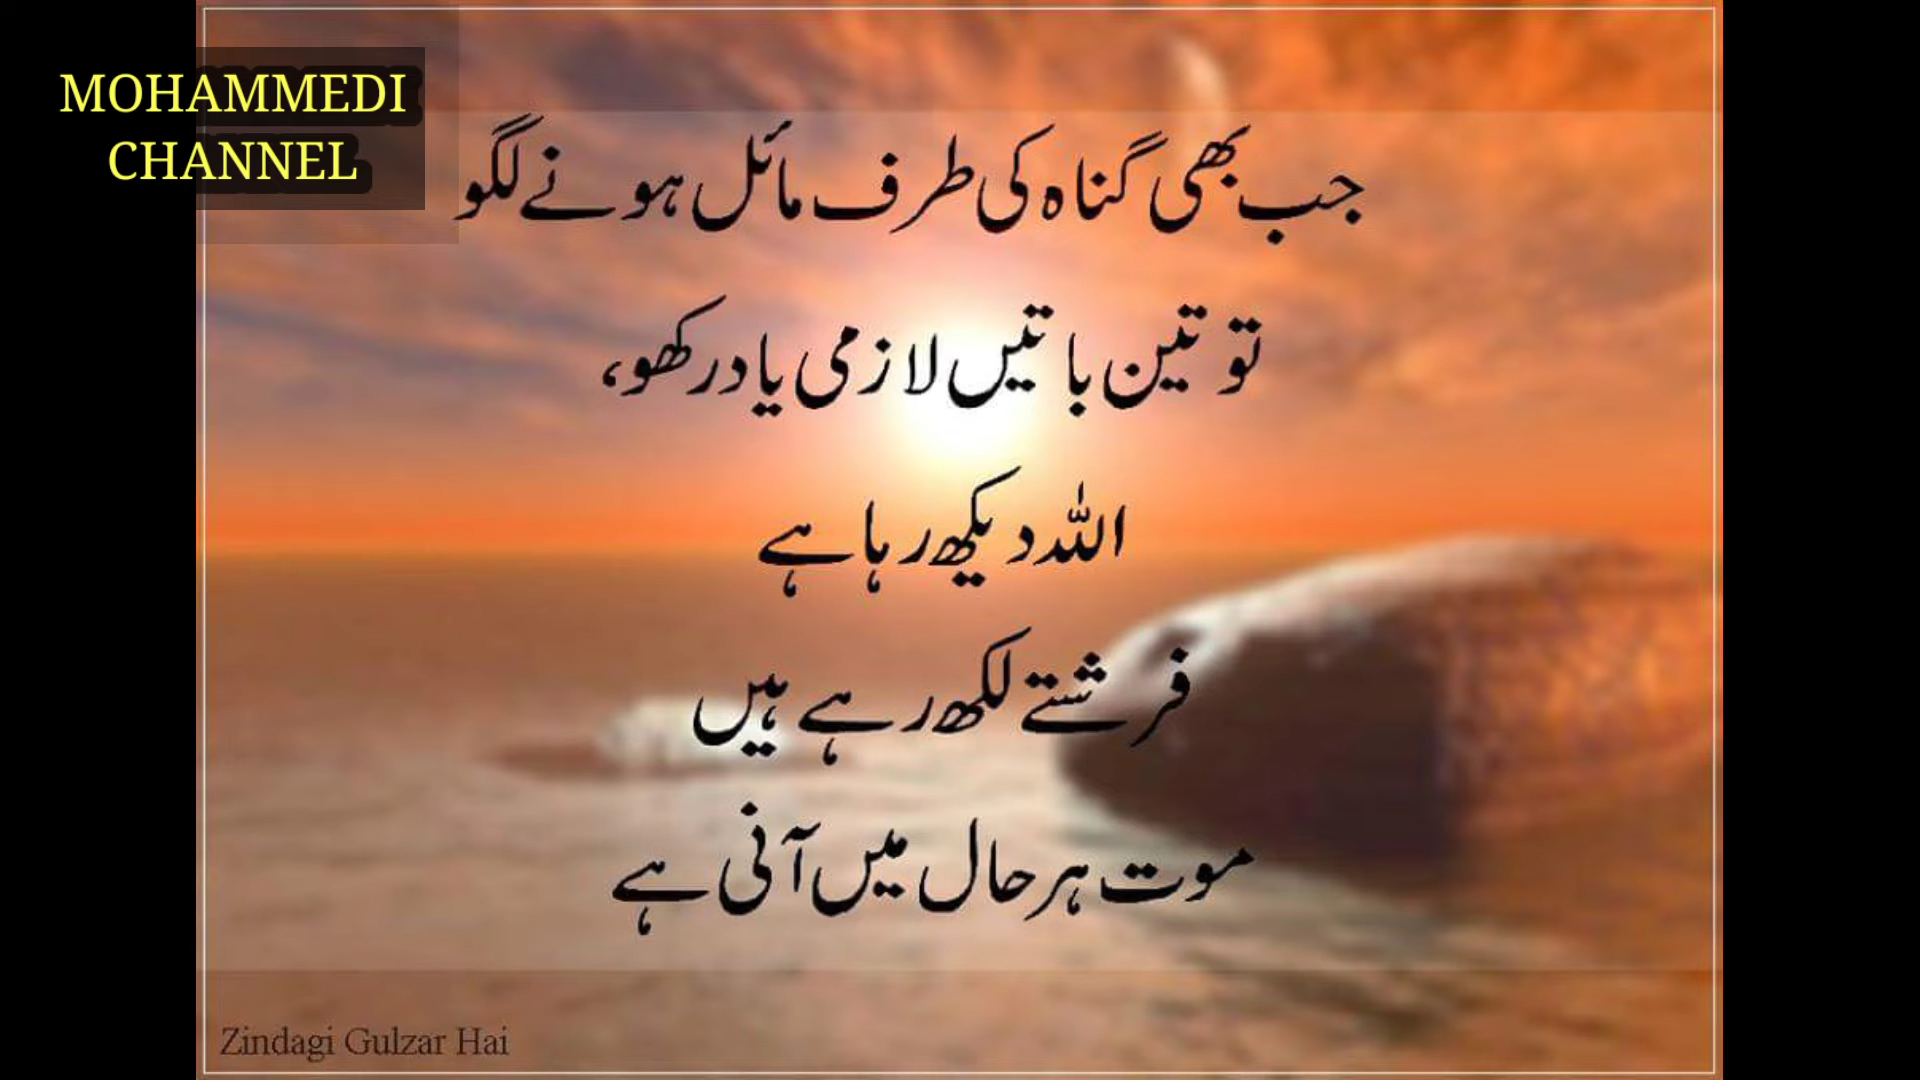 MOHAMMEDI
CHANNEL
جب بھی گناہ کی طرف مائل ہونے لگو
تو تین باتیں لازمی یاد رکھو،
اللہ دیکھ رہا ہے
فرشتے لکھ رہے ہیں
موت ہر حال میں آنی ہے
Zindagi Gulzar Hai